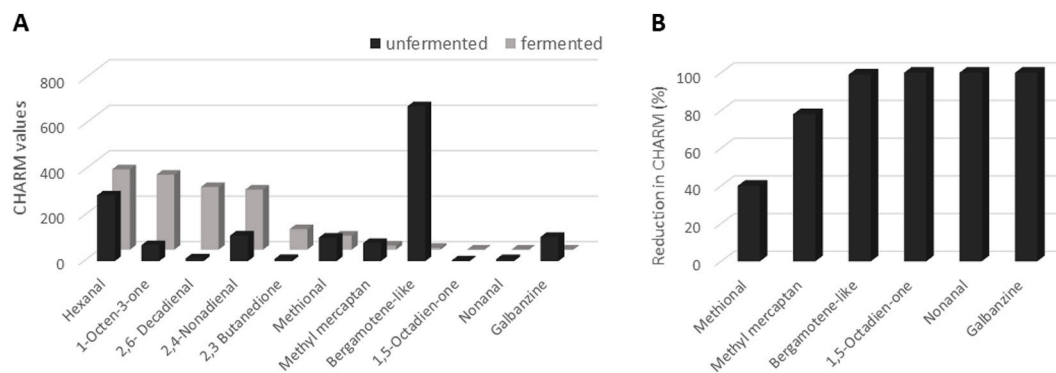 A
unfermented fermented
CHARM values
800
600
400
200
0
Hexanal
1-Octen-3-one
2,6- Decadienal
2,4-Nonadienal
2,3 Butanedione
Methional
Methyl mercaptan
Bergamotene-like
1,5-Octadien-one
Nonanal
Galbanzine
B
Reduction in CHARM (%)
100
80
60
40
20
0
Methional
Methyl mercaptan
Bergamotene-like
1,5-Octadien-one
Nonanal
Galbanzine